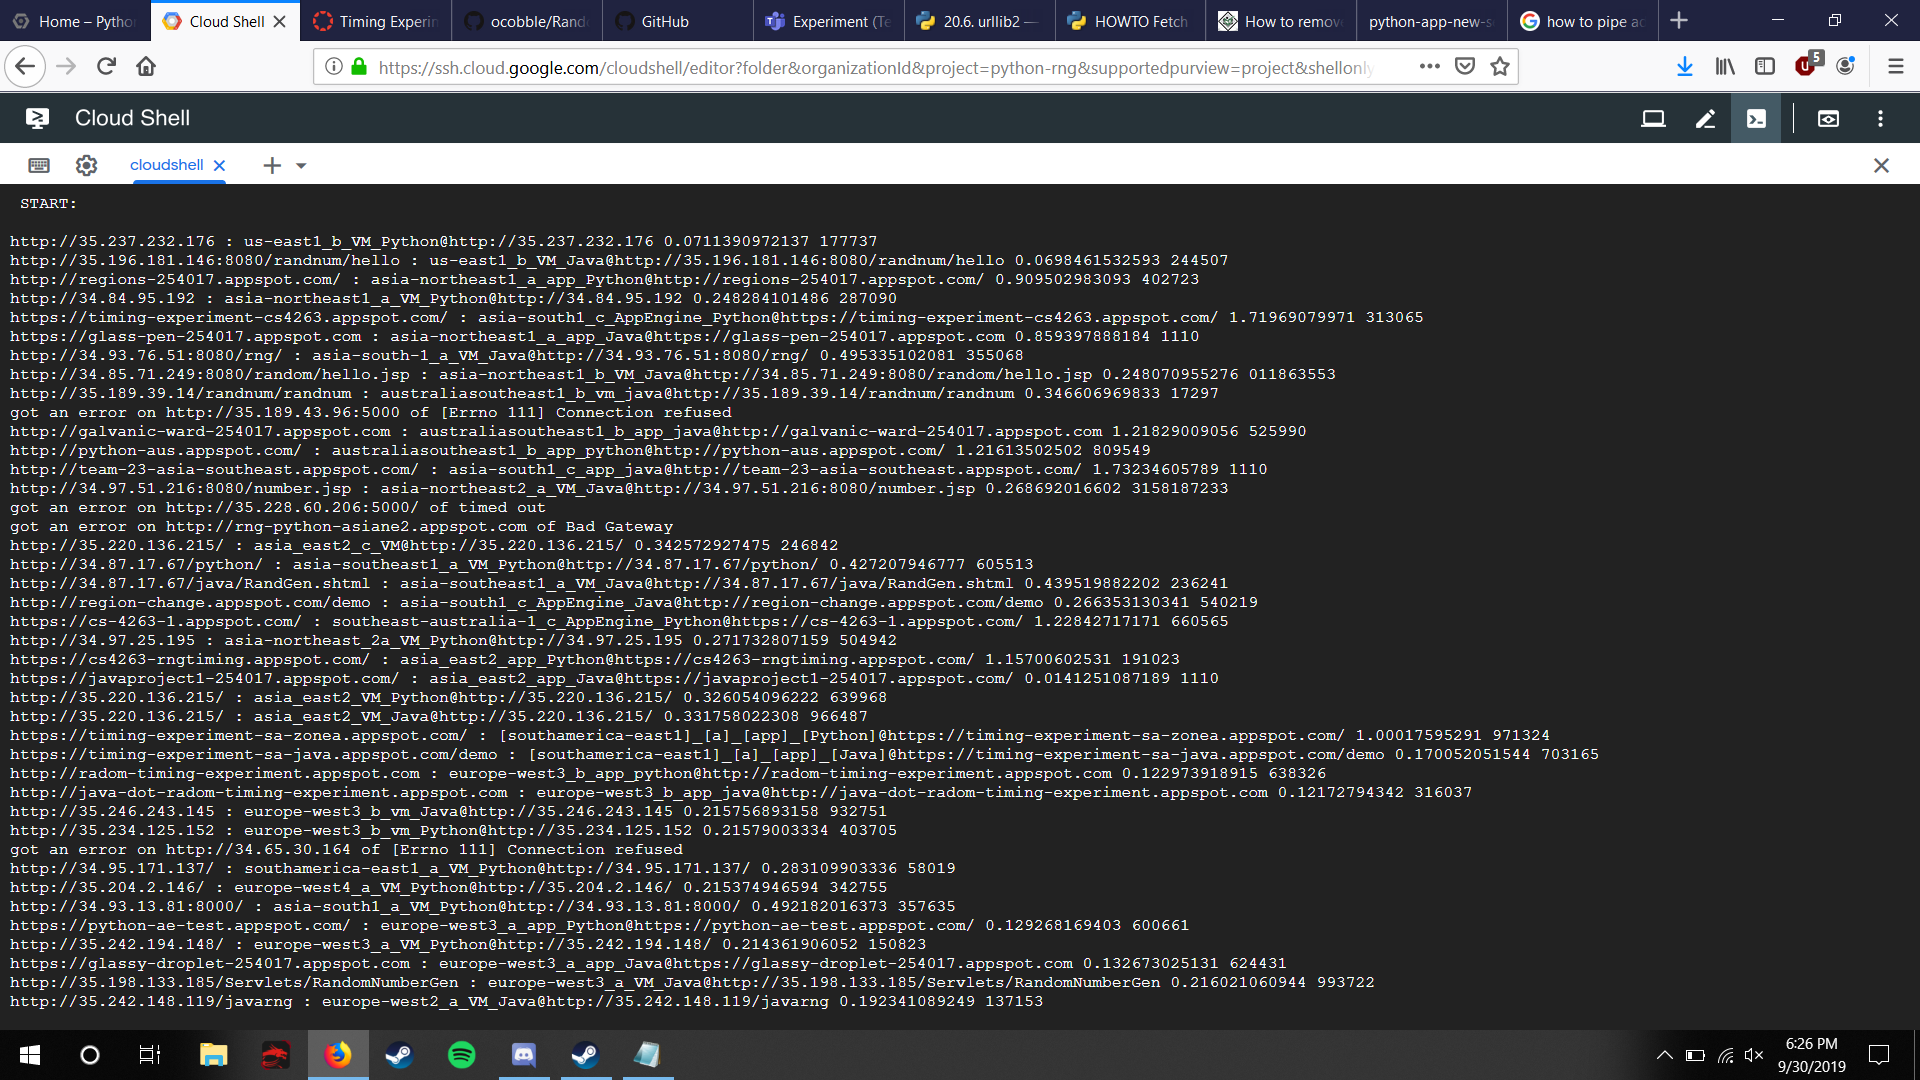 Home – Pytho
Cloud Shell
Timing Experin
ocobble/Rand
GitHub
Experiment (Te
20.6. urllib2 —
HOWTO Fetch
How to remov
python-app-new-s
how to pipe ac
https://ssh.cloud.google.com/cloudshell/editor?folder&organizationId&project=python-rng&supportedpurview=project&shellonly
5
Cloud Shell
cloudshell
START:
http://35.237.232.176 : us-east1_b_VM_Python@http://35.237.232.176 0.0711390972137 177737
http://35.196.181.146:8080/randnum/hello : us-east1_b_VM_Java@http://35.196.181.146:8080/randnum/hello 0.0698461532593 244507
http://regions-254017.appspot.com/ : asia-northeast1_a_app_Python@http://regions-254017.appspot.com/ 0.909502983093 402723
http://34.84.95.192 : asia-northeast1_a_VM_Python@http://34.84.95.192 0.248284101486 287090
https://timing-experiment-cs4263.appspot.com/ : asia-south1_c_AppEngine_Python@https://timing-experiment-cs4263.appspot.com/ 1.71969079971 313065
https://glass-pen-254017.appspot.com : asia-northeast1_a_app_Java@https://glass-pen-254017.appspot.com 0.859397888184 1110
http://34.93.76.51:8080/rng/ : asia-south-1_a_VM_Java@http://34.93.76.51:8080/rng/ 0.495335102081 355068
http://34.85.71.249:8080/random/hello.jsp : asia-northeast1_b_VM_Java@http://34.85.71.249:8080/random/hello.jsp 0.248070955276 011863553
http://35.189.39.14/randnum/randnum : australiasoutheast1_b_vm_java@http://35.189.39.14/randnum/randnum 0.346606969833 17297
got an error on http://35.189.43.96:5000 of [Errno 111] Connection refused
http://galvanic-ward-254017.appspot.com : australiasoutheast1_b_app_java@http://galvanic-ward-254017.appspot.com 1.21829009056 525990
http://python-aus.appspot.com/ : australiasoutheast1_b_app_python@http://python-aus.appspot.com/ 1.21613502502 809549
http://team-23-asia-southeast.appspot.com/ : asia-south1_c_app_java@http://team-23-asia-southeast.appspot.com/ 1.73234605789 1110
http://34.97.51.216:8080/number.jsp : asia-northeast2_a_VM_Java@http://34.97.51.216:8080/number.jsp 0.268692016602 3158187233
got an error on http://35.228.60.206:5000/ of timed out
got an error on http://rng-python-asiane2.appspot.com of Bad Gateway
http://35.220.136.215/ : asia_east2_c_VM@http://35.220.136.215/ 0.342572927475 246842
http://34.87.17.67/python/ : asia-southeast1_a_VM_Python@http://34.87.17.67/python/ 0.427207946777 605513
http://34.87.17.67/java/RandGen.shtml : asia-southeast1_a_VM_Java@http://34.87.17.67/java/RandGen.shtml 0.439519882202 236241
http://region-change.appspot.com/demo : asia-south1_c_AppEngine_Java@http://region-change.appspot.com/demo 0.266353130341 540219
https://cs-4263-1.appspot.com/ : southeast-australia-1_c_AppEngine_Python@https://cs-4263-1.appspot.com/ 1.22842717171 660565
http://34.97.25.195 : asia-northeast_2a_VM_Python@http://34.97.25.195 0.271732807159 504942
https://cs4263-rngtiming.appspot.com/ : asia_east2_app_Python@https://cs4263-rngtiming.appspot.com/ 1.15700602531 191023
https://javaproject1-254017.appspot.com/ : asia_east2_app_Java@https://javaproject1-254017.appspot.com/ 0.0141251087189 1110
http://35.220.136.215/ : asia_east2_VM_Python@http://35.220.136.215/ 0.326054096222 639968
http://35.220.136.215/ : asia_east2_VM_Java@http://35.220.136.215/ 0.331758022308 966487
https://timing-experiment-sa-zonea.appspot.com/ : [southamerica-east1]_[a]_[app]_[Python]@https://timing-experiment-sa-zonea.appspot.com/ 1.00017595291 971324
https://timing-experiment-sa-java.appspot.com/demo : [southamerica-east1]_[a]_[app]_[Java]@https://timing-experiment-sa-java.appspot.com/demo 0.170052051544 703165
http://radom-timing-experiment.appspot.com : europe-west3_b_app_python@http://radom-timing-experiment.appspot.com 0.122973918915 638326
http://java-dot-radom-timing-experiment.appspot.com : europe-west3_b_app_java@http://java-dot-radom-timing-experiment.appspot.com 0.12172794342 316037
http://35.246.243.145 : europe-west3_b_vm_Java@http://35.246.243.145 0.215756893158 932751
http://35.234.125.152 : europe-west3_b_vm_Python@http://35.234.125.152 0.21579003334 403705
got an error on http://34.65.30.164 of [Errno 111] Connection refused
http://34.95.171.137/ : southamerica-east1_a_VM_Python@http://34.95.171.137/ 0.283109903336 58019
http://35.204.2.146/ : europe-west4_a_VM_Python@http://35.204.2.146/ 0.215374946594 342755
http://34.93.13.81:8000/ : asia-south1_a_VM_Python@http://34.93.13.81:8000/ 0.492182016373 357635
https://python-ae-test.appspot.com/ : europe-west3_a_app_Python@https://python-ae-test.appspot.com/ 0.129268169403 600661
http://35.242.194.148/ : europe-west3_a_VM_Python@http://35.242.194.148/ 0.214361906052 150823
https://glassy-droplet-254017.appspot.com : europe-west3_a_app_Java@https://glassy-droplet-254017.appspot.com 0.132673025131 624431
http://35.198.133.185/Servlets/RandomNumberGen : europe-west3_a_VM_Java@http://35.198.133.185/Servlets/RandomNumberGen 0.216021060944 993722
http://35.242.148.119/javarng : europe-west2_a_VM_Java@http://35.242.148.119/javarng 0.192341089249 137153
6:26 PM
9/30/2019